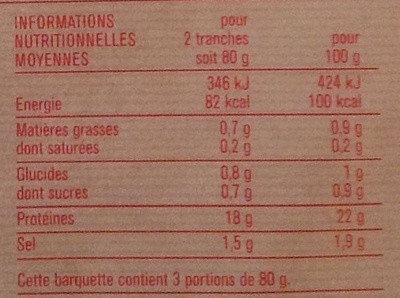 INFORMATIONS pour
NUTRITIONNELLES 2 tranches pour
MOYENNES soit 80 g 100 g
346 kJ 424 kJ
Energie 82 kcal 100 kcal
Matières grasses 0,7 g 0,9 g
dont saturées 0,2 g 0,2 g
Glucides 0,8 g 1 g
dont sucres 0,7 g 0,9 g
Protéines 18 g 22 g
Sel 1,5 g 1,9 g
Cette barquette contient 3 portions de 80 g.